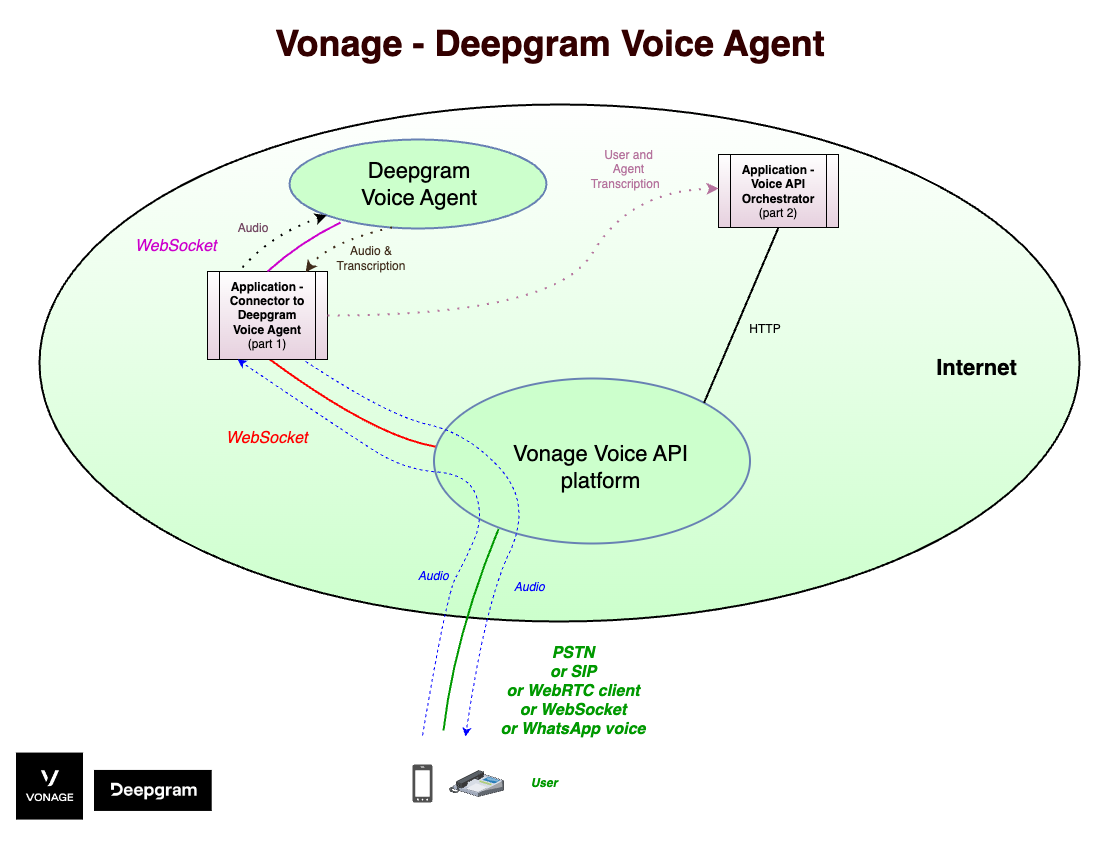 Vonage - Deepgram Voice Agent
Deepgram
Voice Agent
User and
Agent
Transcription
Application -
Voice API
Orchestrator
(part 2)
Audio
WebSocket
Audio &
Transcription
Application -
Connector to
Deepgram
Voice Agent
(part 1)
HTTP
Internet
WebSocket
Vonage Voice API
platform
Audio
Audio
PSTN
or SIP
or WebRTC client
or WebSocket
or WhatsApp voice
User
VONAGE
Deepgram